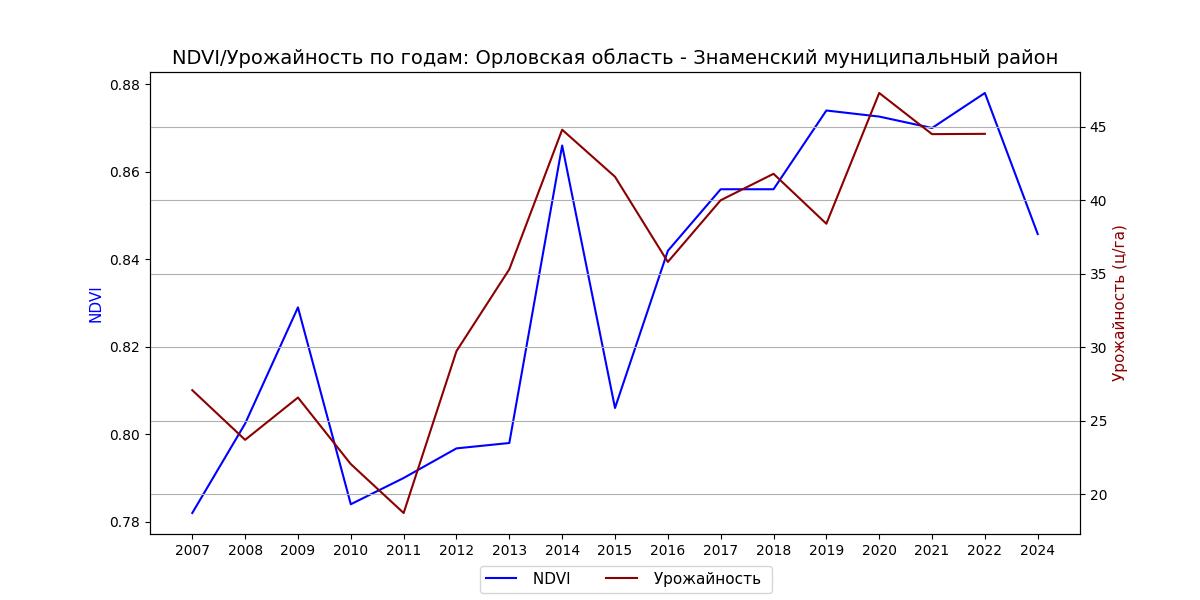 NDVI/Урожайность по годам: Орловская область - Знаменский муниципальный район
0.88
0.86
0.84
0.82
0.80
0.78
NDVI
45
40
35
30
25
20
Урожайность (ц/га)
2007 2008 2009 2010 2011 2012 2013 2014 2015 2016 2017 2018 2019 2020 2021 2022 2024
NDVI Урожайность